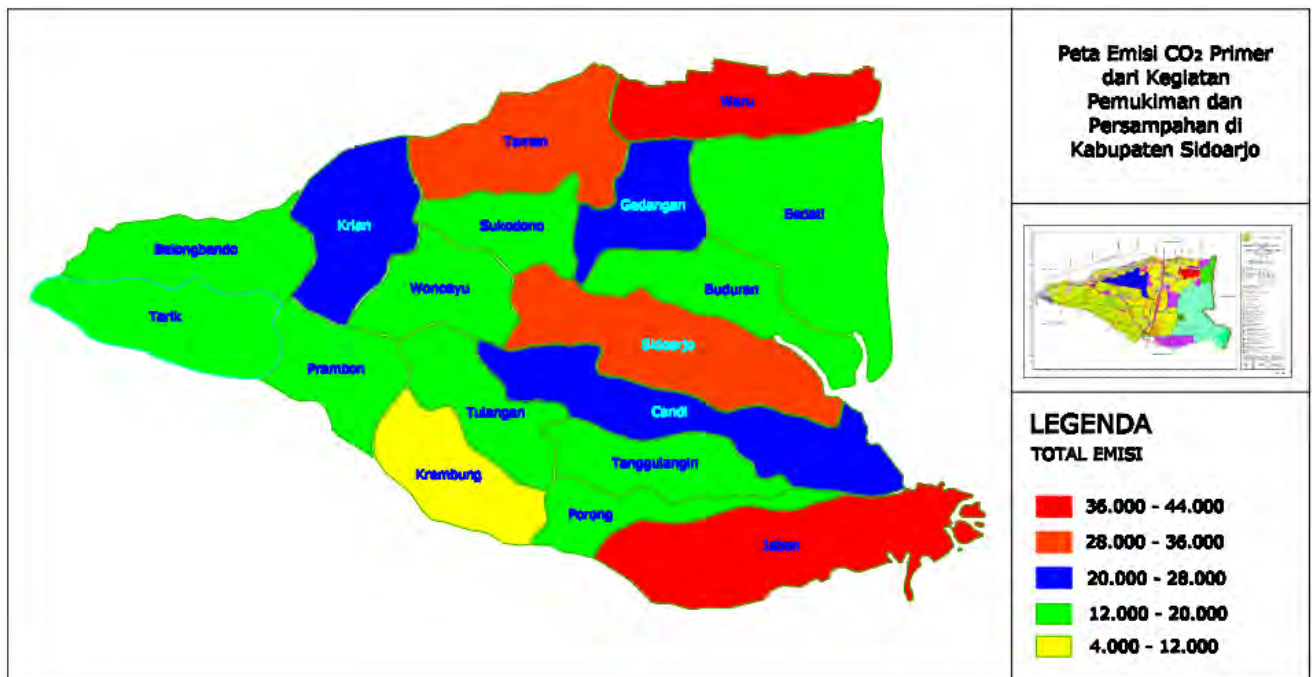 Peta Emisi CO₂ Primer
dari Kegiatan
Pemukiman dan
Persampahan di
Kabupaten Sidoarjo
Waru
Taman
Krian
Gedangan
Sedati
Sukodono
Balongbendo
Wonoayu
Buduran
Tarik
Sidoarjo
Prambon
Tulangan
Candi
Krembung
Tanggulangin
Porong
Jabon
LEGENDA
TOTAL EMISI
36.000 - 44.000
28.000 - 36.000
20.000 - 28.000
12.000 - 20.000
4.000 - 12.000